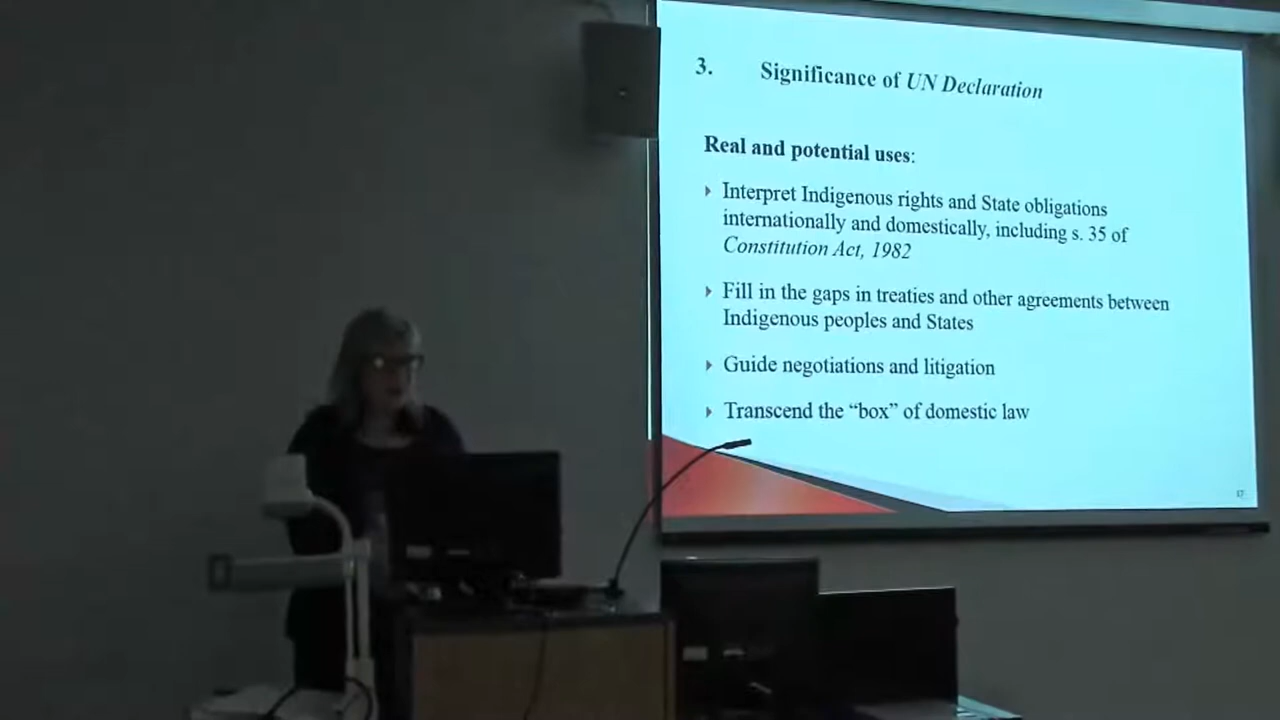 3. Significance of UN Declaration
Real and potential uses:
Interpret Indigenous rights and State obligations
internationally and domestically, including s. 35 of
Constitution Act, 1982
Fill in the gaps in treaties and other agreements between
Indigenous peoples and States
Guide negotiations and litigation
Transcend the “box” of domestic law
17